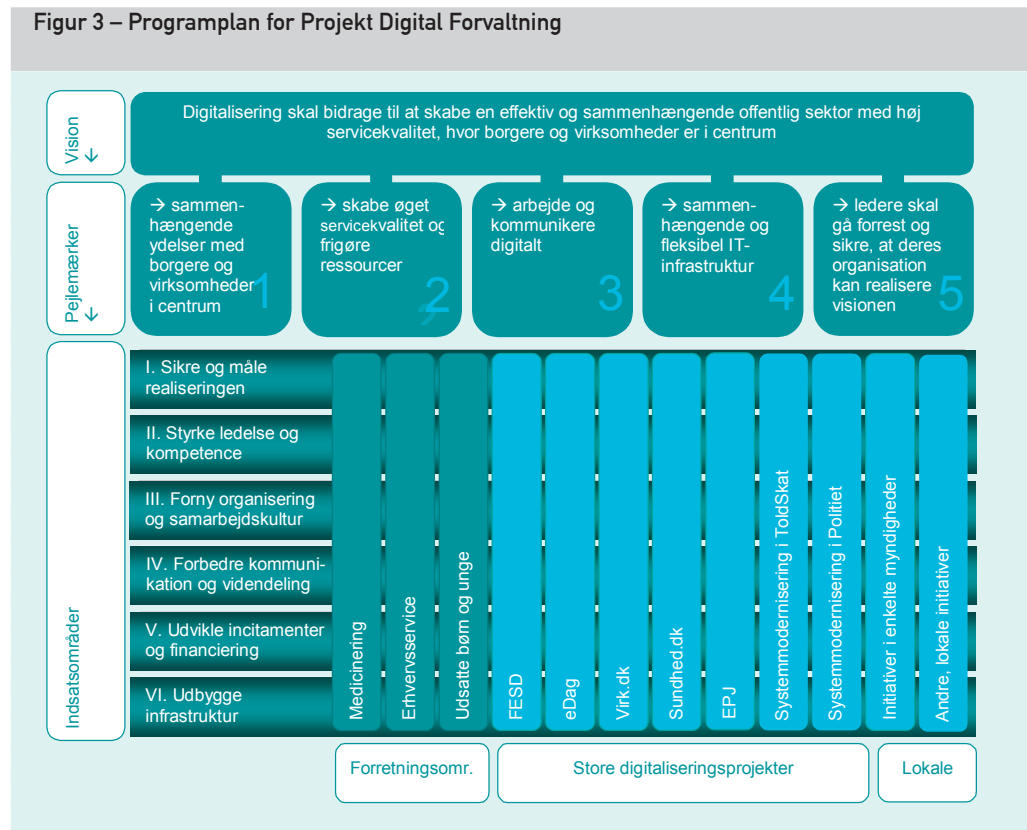 Figur 3 – Programplan for Projekt Digital Forvaltning
Vision
←
Digitalisering skal bidrage til at skabe en effektiv og sammenhængende offentlig sektor med høj
servicekvalitet, hvor borgere og virksomheder er i centrum
Pejlemærker
←
→ sammen-
hængende
ydelser med
borgere og
virksomheder
i centrum
1
→ skabe øget
servicekvalitet og
frigøre
ressourcer
2
→ arbejde og
kommunikere
digitalt
3
→ sammen-
hængende og
fleksibel IT-
infrastruktur
4
→ ledere skal
gå forrest og
sikre, at deres
organisation
kan realisere
visionen
5
Indsatsområder
I. Sikre og måle
realiseringen
II. Styrke ledelse og
kompetence
III. Forny organisering
og samarbejdskultur
IV. Forbedre kommuni-
kation og videndeling
V. Udvikle incitamenter
og financiering
VI. Udbygge
infrastruktur
Medicinering
Erhvervsservice
Udsatte børn og unge
FESD
eDag
Virk.dk
Sundhed.dk
EPJ
Systemmodernisering i ToldSkat
Systemmodernisering i Politiet
Initiativer i enkelte myndigheder
Andre, lokale initiativer
Forretningsomr.
Store digitaliseringsprojekter
Lokale